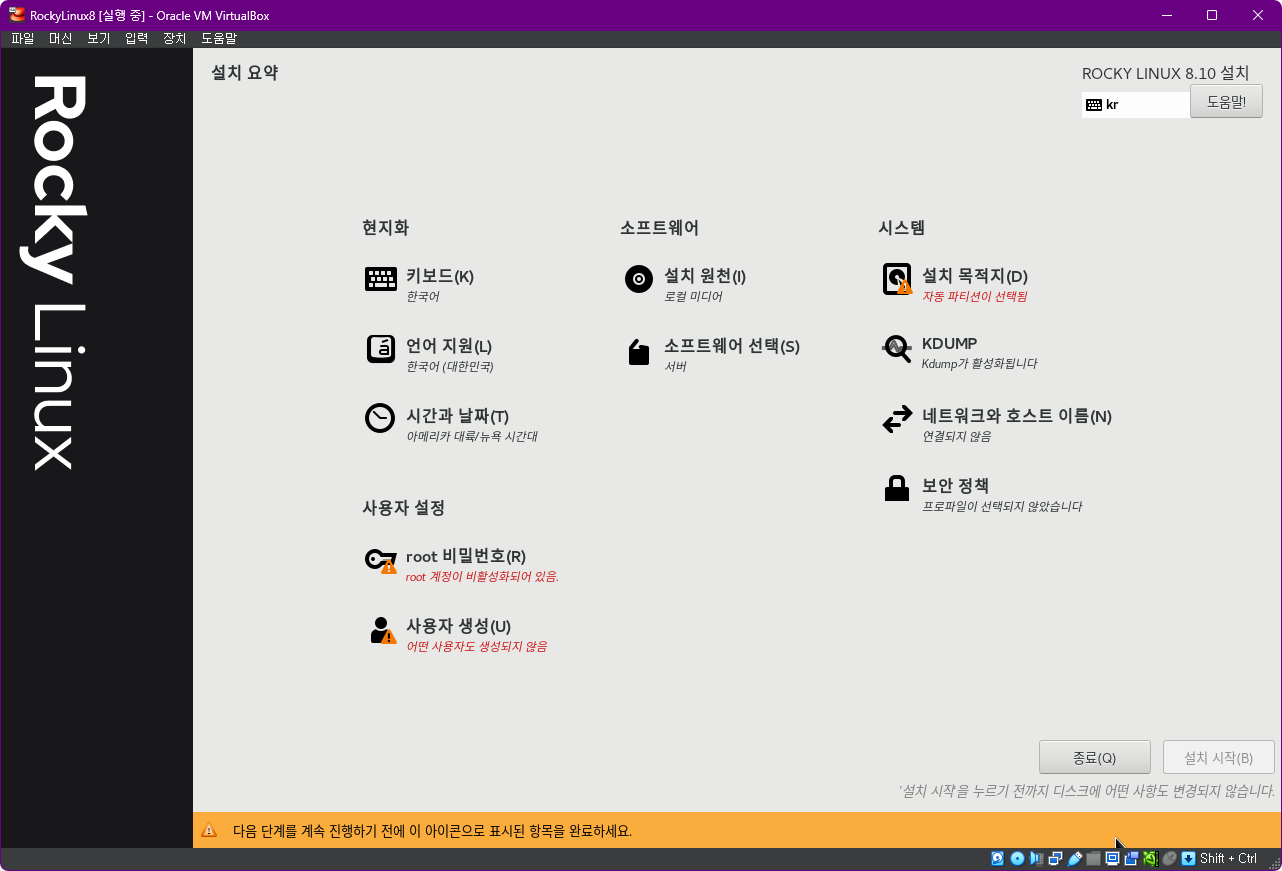 RockyLinux8 [실행 중] - Oracle VM VirtualBox
파일 머신 보기 입력 장치 도움말
Rocky Linux
설치 요약
ROCKY LINUX 8.10 설치
kr
도움말!
현지화
키보드(K)
한국어
언어 지원(L)
한국어 (대한민국)
시간과 날짜(T)
아메리카 대륙/뉴욕 시간대
소프트웨어
설치 원천(I)
로컬 미디어
소프트웨어 선택(S)
서버
시스템
설치 목적지(D)
자동 파티션이 선택됨
KDUMP
Kdump가 활성화됩니다
네트워크와 호스트 이름(N)
연결되지 않음
보안 정책
프로파일이 선택되지 않았습니다
사용자 설정
root 비밀번호(R)
root 계정이 비활성화되어 있음.
사용자 생성(U)
어떤 사용자도 생성되지 않음
종료(Q)
설치 시작(B)
'설치 시작'을 누르기 전까지 디스크에 어떤 사항도 변경되지 않습니다.
다음 단계를 계속 진행하기 전에 이 아이콘으로 표시된 항목을 완료하세요.
Shift + Ctrl